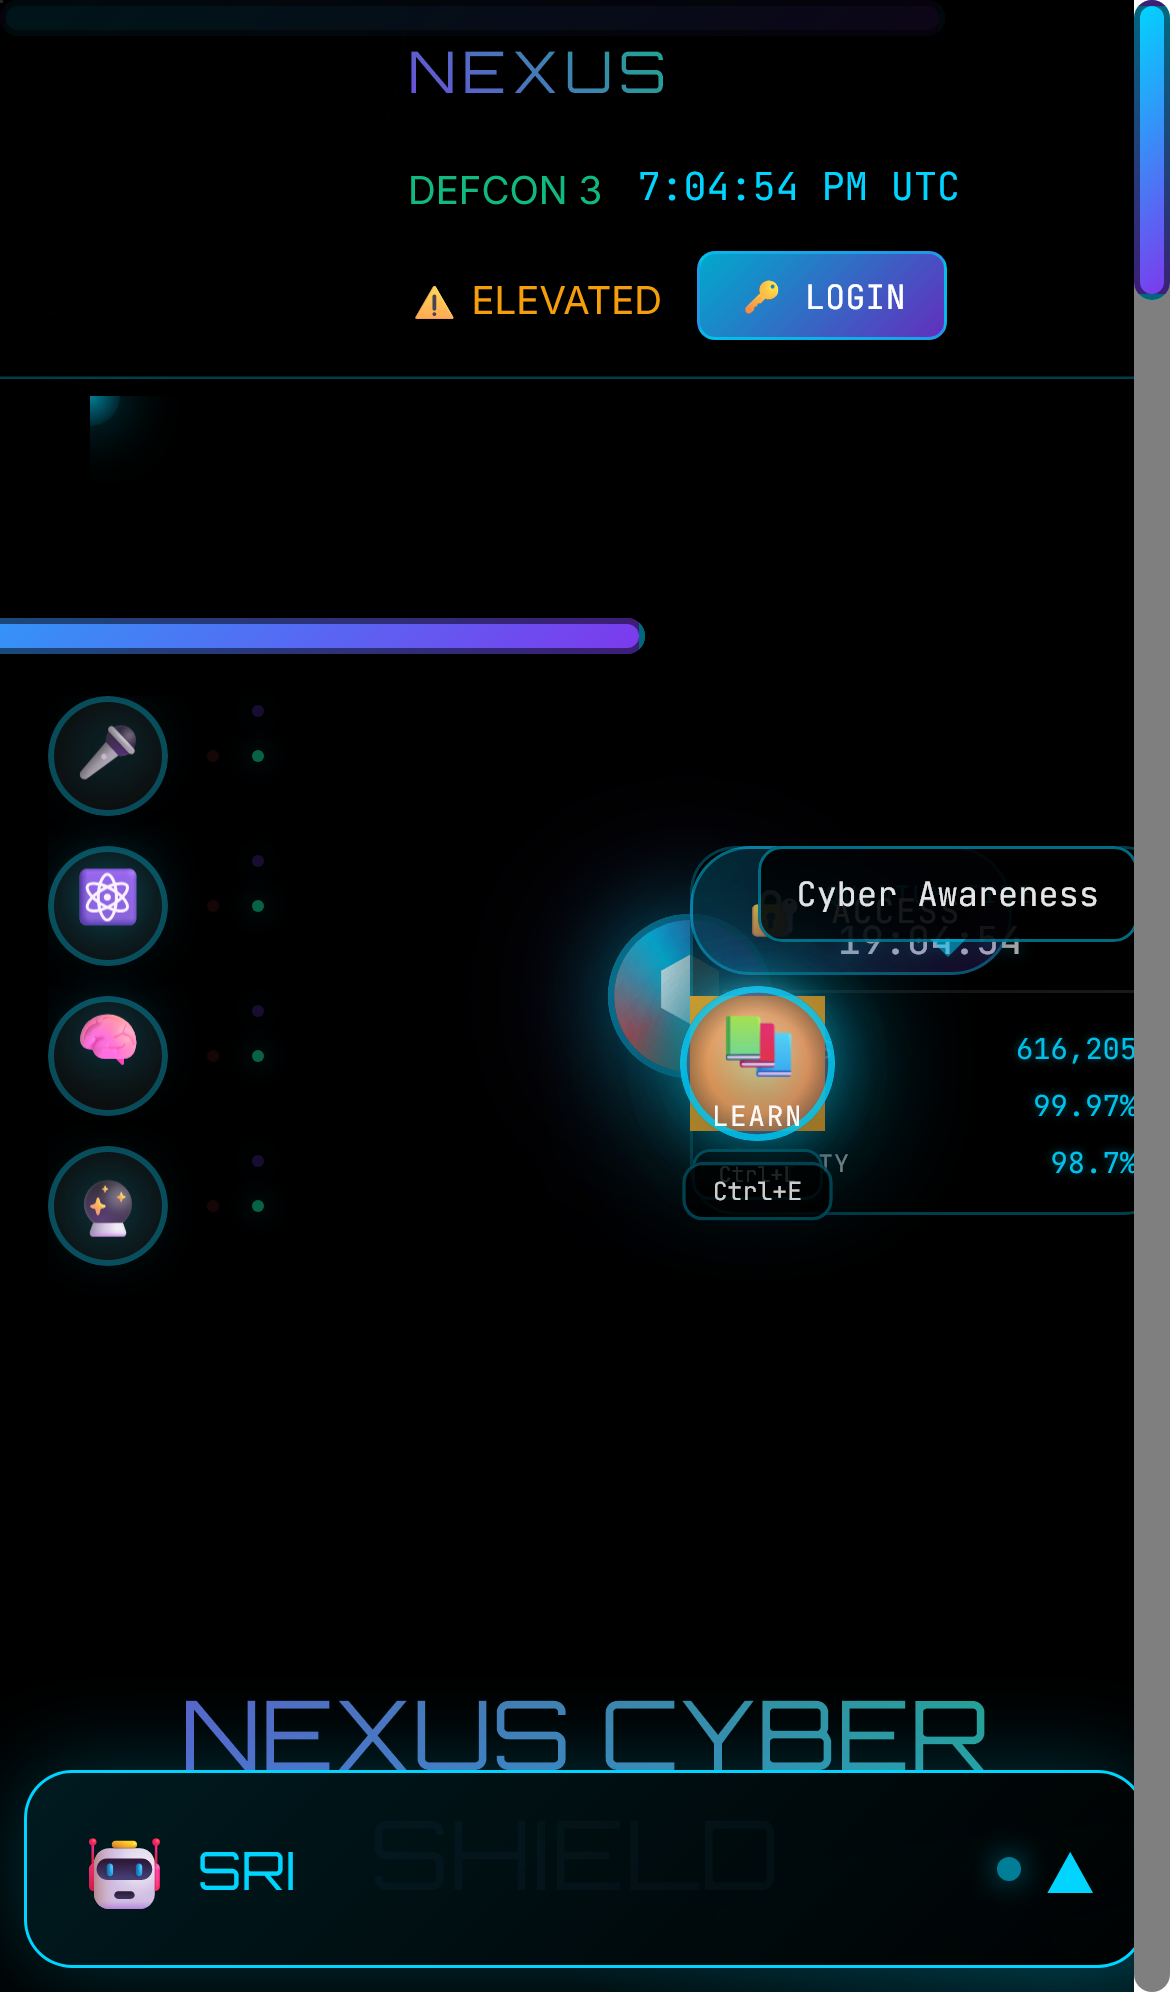 NEXUS
DEFCON 3 7:04:54 PM UTC
ELEVATED LOGIN
Cyber Awareness
ACCESS
19:04:54
616,205
99.97%
LEARN
TY 98.7%
Ctrl+L
Ctrl+E
NEXUS CYBER
SHIELD
SRI